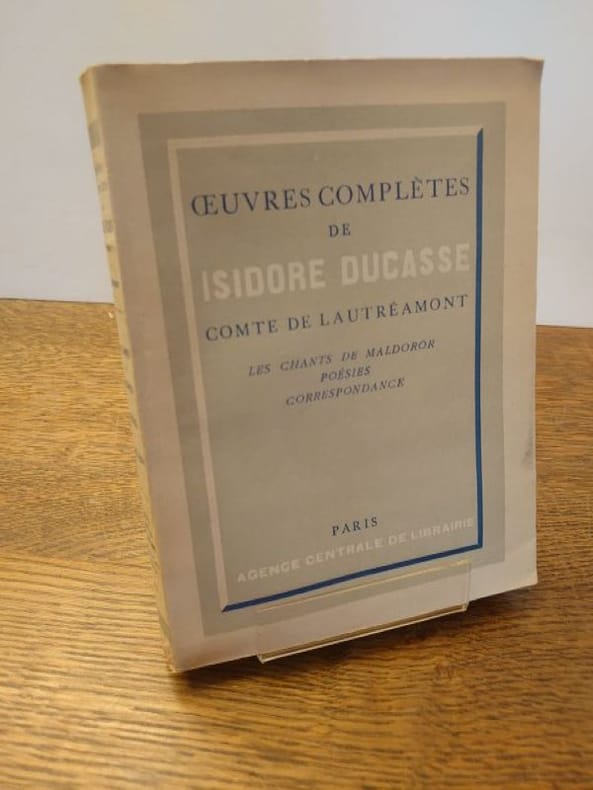 ŒUVRES COMPLÈTES
DE
ISIDORE DUCASSE
COMTE DE LAUTRÉAMONT
LES CHANTS DE MALDOROR
POÉSIES
CORRESPONDANCE
PARIS
AGENCE CENTRALE DE LIBRAIRIE